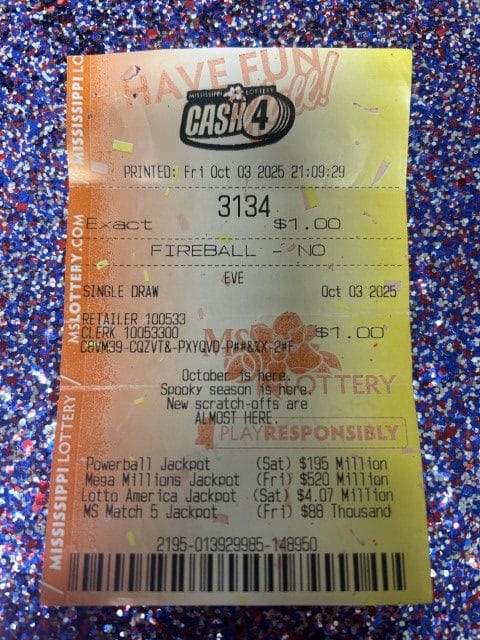 HAVE FUN
MISSISSIPPI LOTTERY
CASH 4
PRINTED: Fri Oct 03 2025 21:09:29
3134
Exact $1.00
FIREBALL - NO
EVE
SINGLE DRAW Oct 03 2025
RETAILER 100533
CLERK 10053300 $1.00
October is here.
Spooky season is here.
New scratch-offs are
ALMOST HERE.
MS LOTTERY
PLAYRESPONSIBLY
Powerball Jackpot (Sat) $195 Million
Mega Millions Jackpot (Fri) $520 Million
Lotto America Jackpot (Sat) $4.07 Million
MS Match 5 Jackpot (Fri) $88 Thousand
2195-013929985-148950
MISSISSIPPI LO
MSLOTTERY.COM
MISSISSIPPI LOTTERY